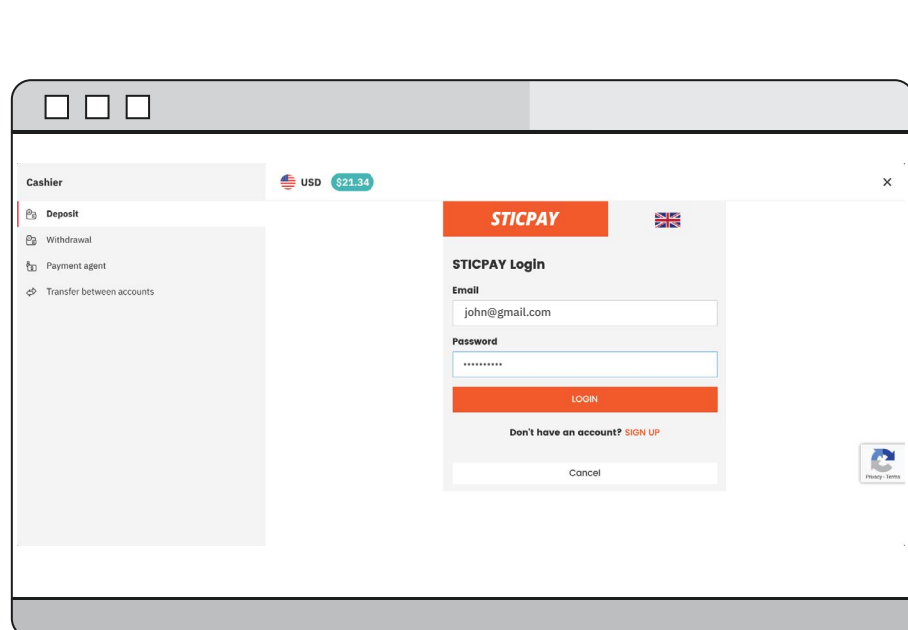 Cashier
USD $21.34
Deposit
Withdrawal
Payment agent
Transfer between accounts
STICPAY
STICPAY Login
Email
john@gmail.com
Password
••••••••••
LOGIN
Don't have an account? SIGN UP
Cancel
Privacy - Terms